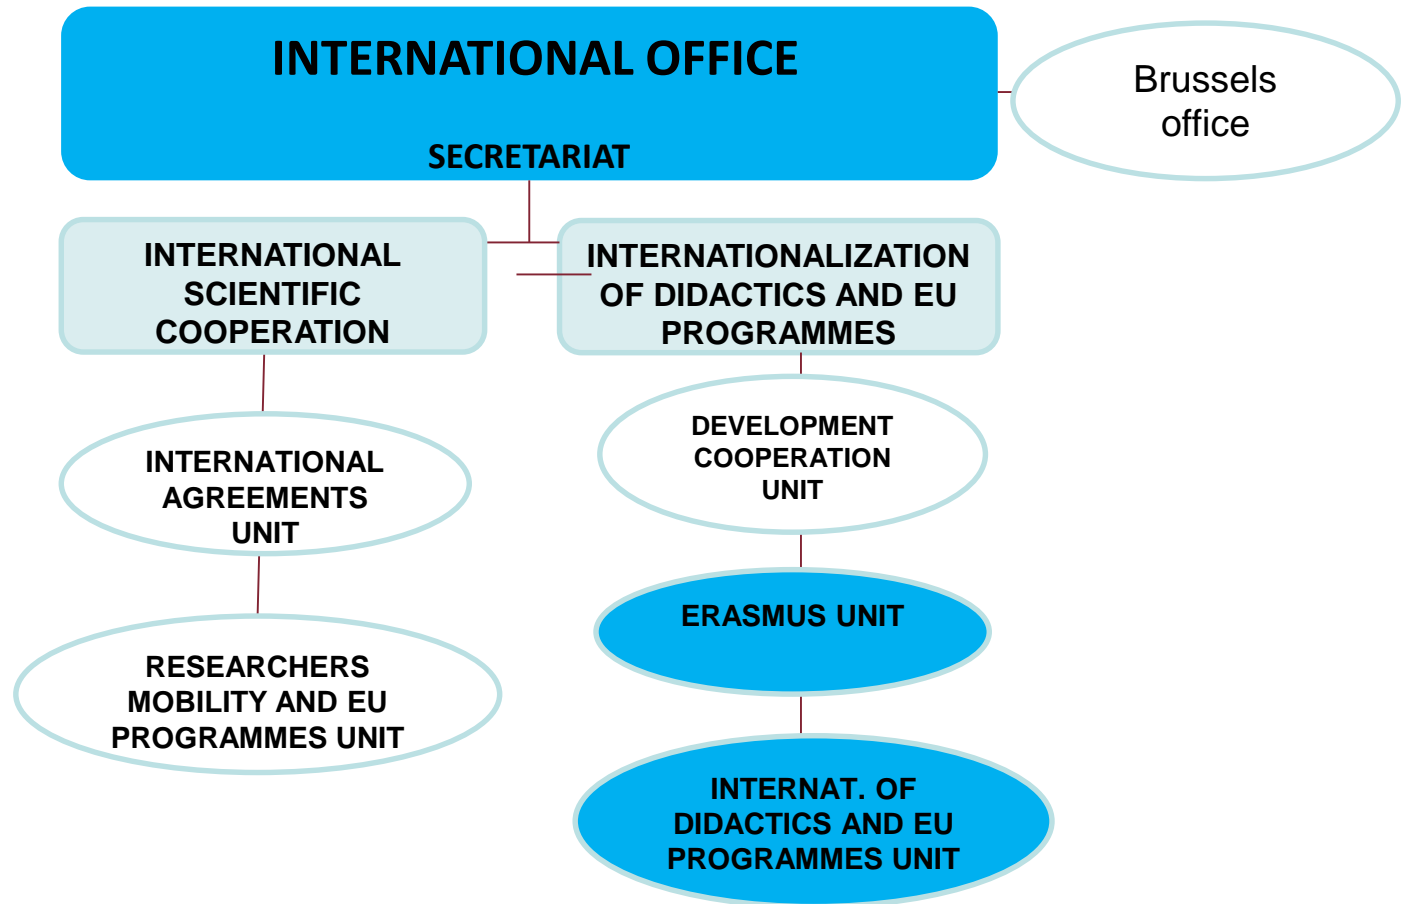 INTERNATIONAL OFFICE
SECRETARIAT
Brussels
office
INTERNATIONAL
SCIENTIFIC
COOPERATION
INTERNATIONALIZATION
OF DIDACTICS AND EU
PROGRAMMES
INTERNATIONAL
AGREEMENTS
UNIT
DEVELOPMENT
COOPERATION
UNIT
RESEARCHERS
MOBILITY AND EU
PROGRAMMES UNIT
ERASMUS UNIT
INTERNAT. OF
DIDACTICS AND EU
PROGRAMMES UNIT